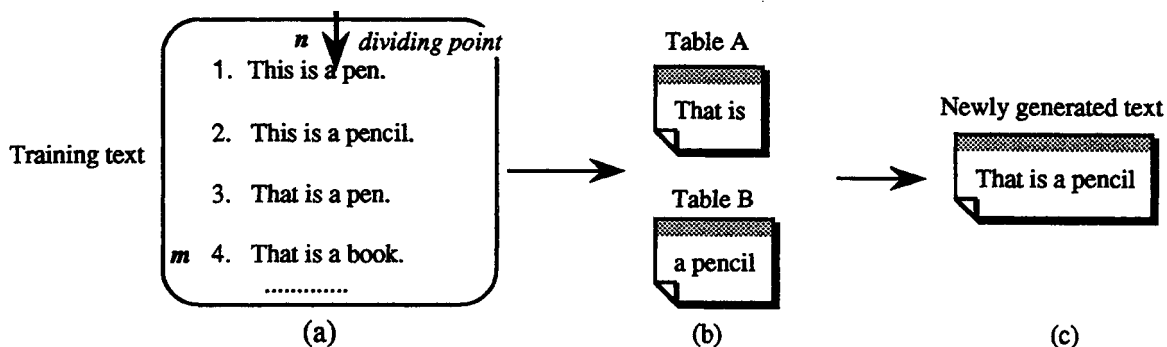 n dividing point
1. This is a pen.
2. This is a pencil.
Training text
3. That is a pen.
m 4. That is a book.
.............
(a)
Table A
That is
Table B
a pencil
(b)
Newly generated text
That is a pencil
(c)